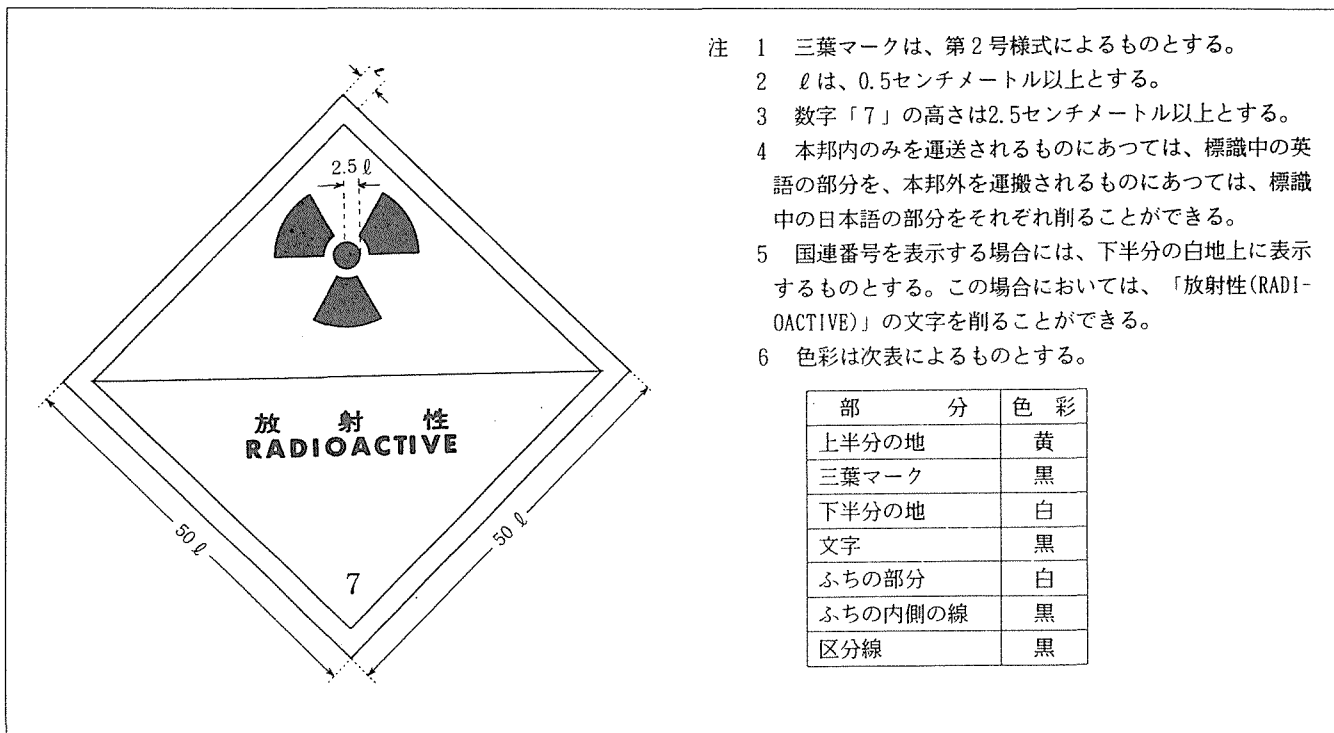 注 1 三葉マークは、第2号様式によるものとする。
2 ℓは、0.5センチメートル以上とする。
3 数字「7」の高さは2.5センチメートル以上とする。
4 本邦内のみを運送されるものにあつては、標識中の英
語の部分を、本邦外を運搬されるものにあつては、標識
中の日本語の部分をそれぞれ削ることができる。
5 国連番号を表示する場合には、下半分の白地上に表示
するものとする。この場合においては、「放射性(RADI-
OACTIVE)」の文字を削ることができる。
6 色彩は次表によるものとする。
部 分 色 彩
上半分の地 黄
三葉マーク 黒
下半分の地 白
文字 黒
ふちの部分 白
ふちの内側の線 黒
区分線 黒
2.5ℓ
放 射 性
RADIOACTIVE
50ℓ
50ℓ
7